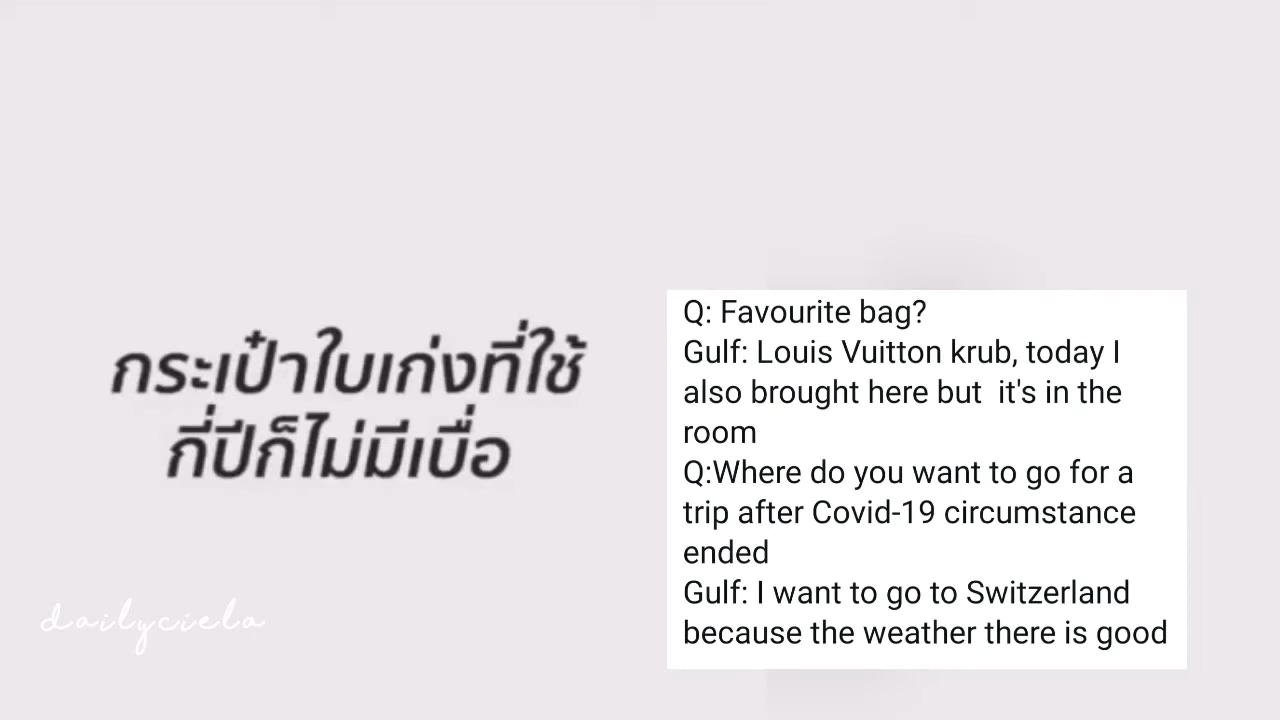 กระเป๋าใบเก่งที่ใช้
กี่ปีก็ไม่มีเบื่อ
Q: Favourite bag?
Gulf: Louis Vuitton krub, today I
also brought here but  it's in the
room
Q:Where do you want to go for a
trip after Covid-19 circumstance
ended
Gulf: I want to go to Switzerland
because the weather there is good
dailyciela